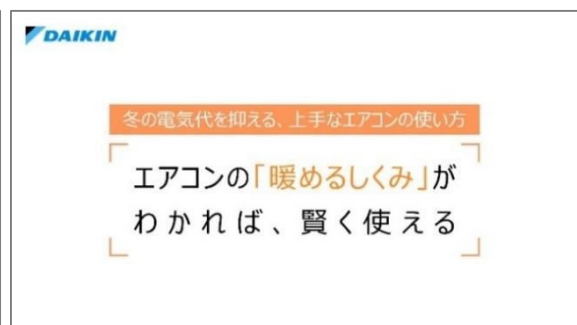 DAIKIN
冬の電気代を抑える、上手なエアコンの使い方
エアコンの「暖めるしくみ」が
わかれば、賢く使える